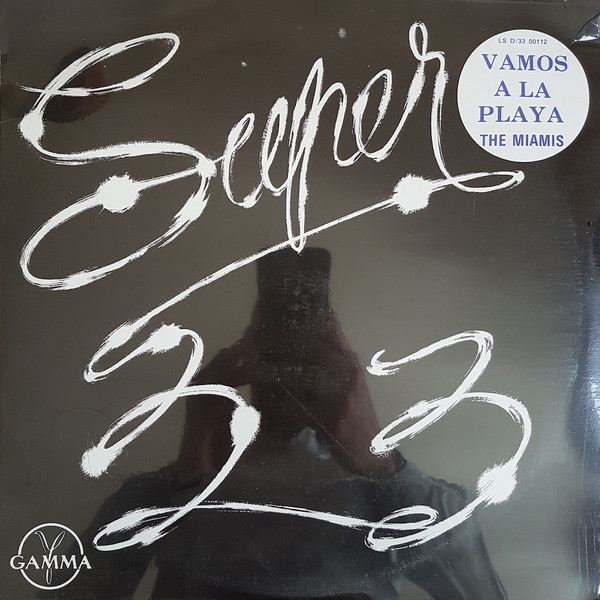 LS D/33 00112
VAMOS
A LA
PLAYA
THE MIAMIS
Super
33
GAMMA